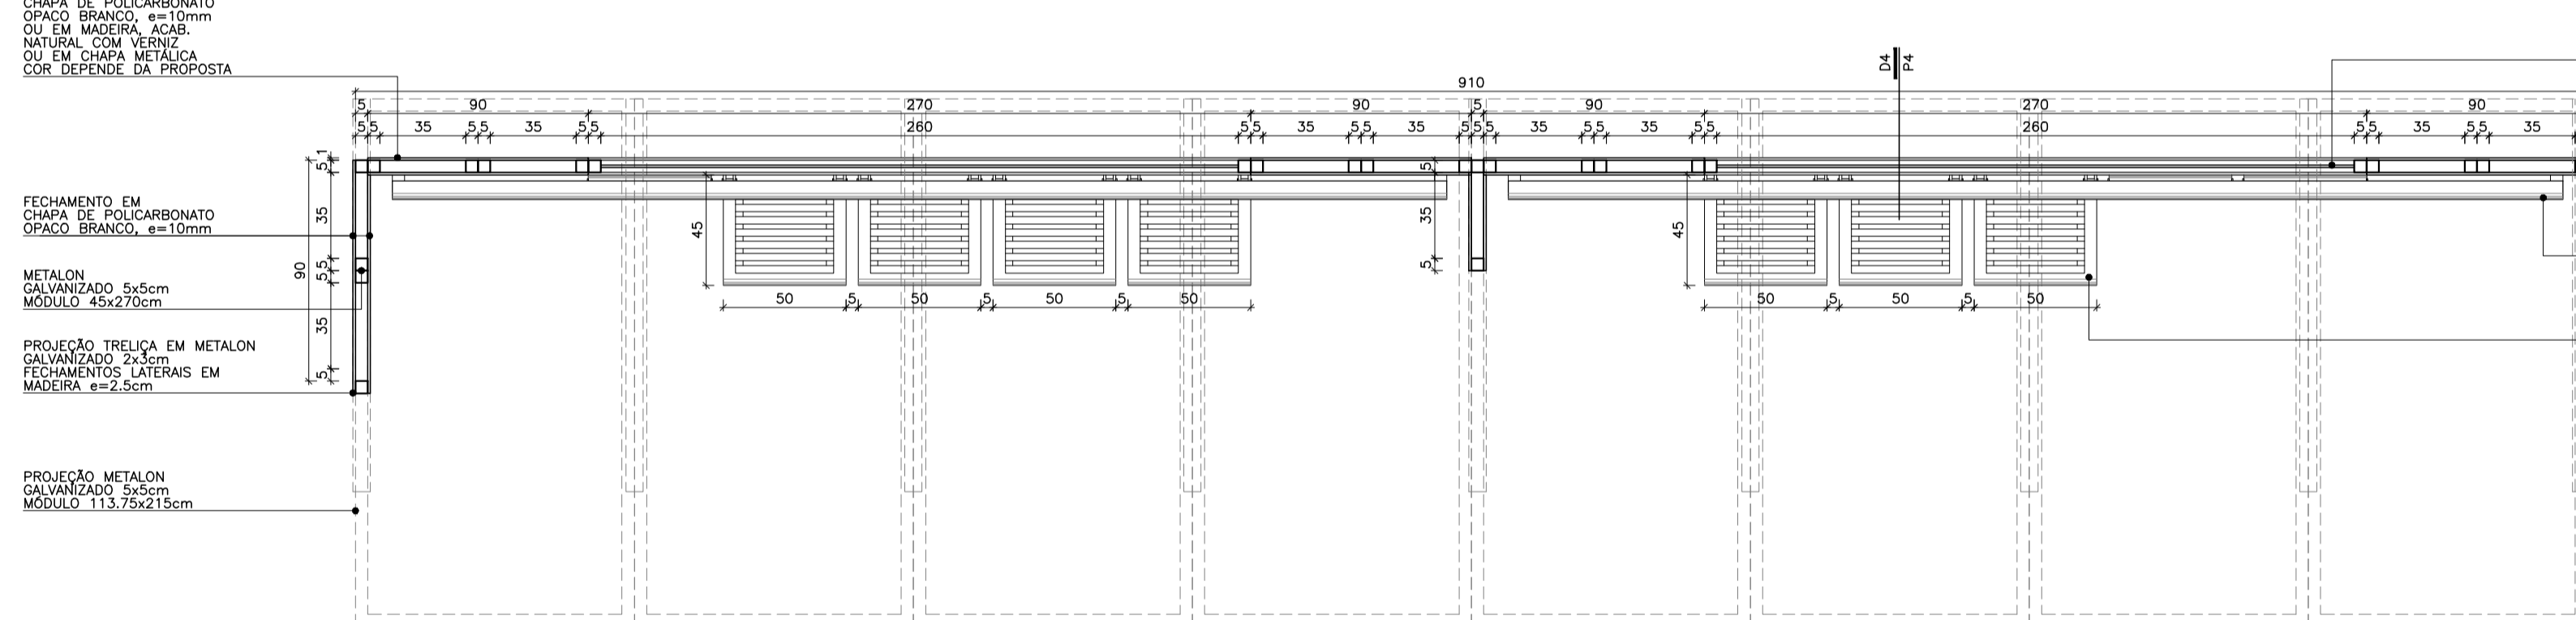 CHAPA DE POLICARBONATO
OPACO BRANCO, e=10mm
OU EM MADEIRA, ACAB.
NATURAL COM VERNIZ
OU EM CHAPA METÁLICA
COR DEPENDE DA PROPOSTA
D4
P4
910
5 90 270 90 5 90 270 90
5 5 35 5 5 35 5 5 260 5 5 35 5 5 35 5 5 5 35 5 5 35 5 5 260 5 5 35 5 5 35
1
5
35
5 5
35
5
90
FECHAMENTO EM
CHAPA DE POLICARBONATO
OPACO BRANCO, e=10mm
45
5
35
5
45
METALON
GALVANIZADO 5x5cm
MÓDULO 45x270cm
50 5 50 5 50 5 50
50 5 50 5 50
PROJEÇÃO TRELIÇA EM METALON
GALVANIZADO 2x3cm
FECHAMENTOS LATERAIS EM
MADEIRA e=2.5cm
PROJEÇÃO METALON
GALVANIZADO 5x5cm
MÓDULO 113.75x215cm